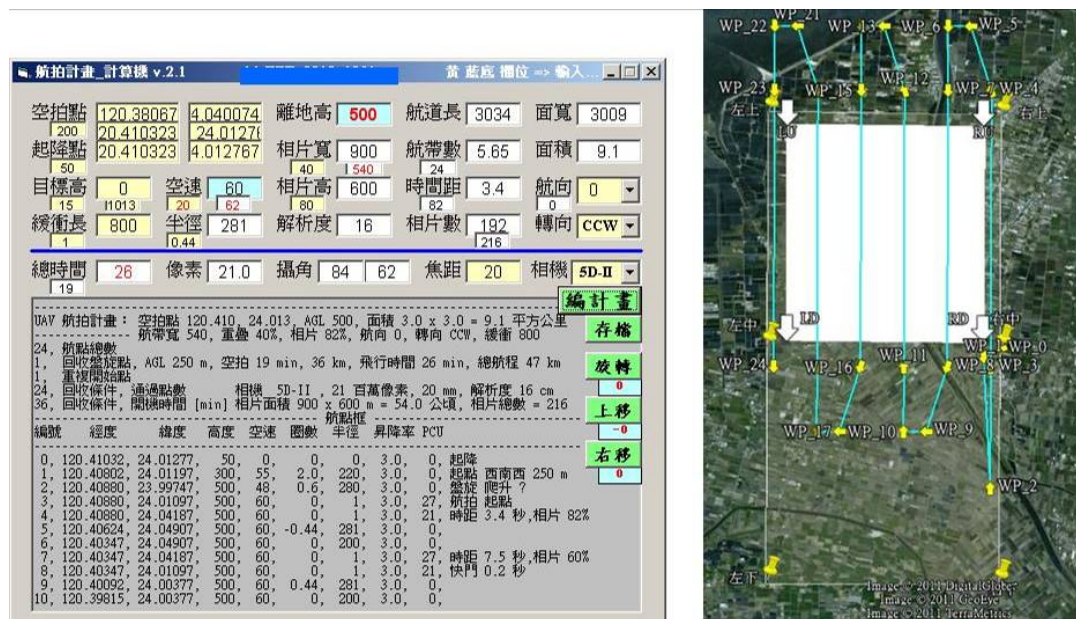 航拍計畫_計算機 v.2.1 黃 藍底 欄位 => 輸入...
空拍點 120.38067 4.040074 離地高 500 航道長 3034 面寬 3009
200 20.410323 24.0127
起降點 20.410323 4.012767 相片寬 900 航帶數 5.65 面積 9.1
50 40 540 24
目標高 0 空速 60 相片高 600 時間距 3.4 航向 0
15 1013 20 62 80 82 0
緩衝長 800 半徑 281 解析度 16 相片數 192 轉向 CCW
1 0.44 216
總時間 26 像素 21.0 攝角 84 62 焦距 20 相機 5D-II
19
編計畫
存檔
旋轉
0
上移
-0
右移
0
UAV 航拍計畫： 空拍點 120.410, 24.013, AGL 500, 面積 3.0 x 3.0 = 9.1 平方公里
---------- 航帶寬 540, 重疊 40%, 相片 82%, 航向 0, 轉向 CCW, 緩衝 800
24, 航點總數
1, 回收盤旋點, AGL 250 m, 空拍 19 min, 36 km, 飛行時間 26 min, 總航程 47 km
1, 重複開始點
24, 回收條件, 通過點數 相機 5D-II , 21 百萬像素, 20 mm, 解析度 16 cm
36, 回收條件, 開機時間 [min] 相片面積 900 x 600 m = 54.0 公頃, 相片總數 = 216
航點框
編號 經度 緯度 高度 空速 圈數 半徑 昇降率 PCU
0, 120.41032, 24.01277, 50, 0, 0, 0, 3.0, 0, 起降
1, 120.40802, 24.01197, 300, 55, 2.0, 220, 3.0, 0, 起點 西南西 250 m
2, 120.40880, 23.99747, 500, 48, 0.6, 280, 3.0, 0, 盤旋 爬升 ?
3, 120.40880, 24.01097, 500, 60, 0, 1, 3.0, 27, 航拍 起點
4, 120.40880, 24.04187, 500, 60, 0, 1, 3.0, 21, 時距 3.4 秒,相片 82%
5, 120.40624, 24.04907, 500, 60, -0.44, 281, 3.0, 0,
6, 120.40347, 24.04907, 500, 60, 0, 200, 3.0, 0,
7, 120.40347, 24.04187, 500, 60, 0, 1, 3.0, 27, 時距 7.5 秒,相片 60%
8, 120.40347, 24.01097, 500, 60, 0, 1, 3.0, 21, 快門 0.2 秒
9, 120.40092, 24.00377, 500, 60, 0.44, 281, 3.0, 0,
10, 120.39815, 24.00377, 500, 60, 0, 200, 3.0, 0,
WP_21
WP_22 WP_13 WP_6 WP_5
WP_12
WP_23 WP_15 WP_7 WP_4
左上 右上
LU RU
LD RD
左中 右中
WP_1 WP_0
WP_24 WP_16 WP_11 WP_8 WP_3
WP_17 WP_10 WP_9
WP_2
左下 右下
Image © 2011 DigitalGlobe
Image © 2011 GeoEye
Image © 2011 TerraMetrics